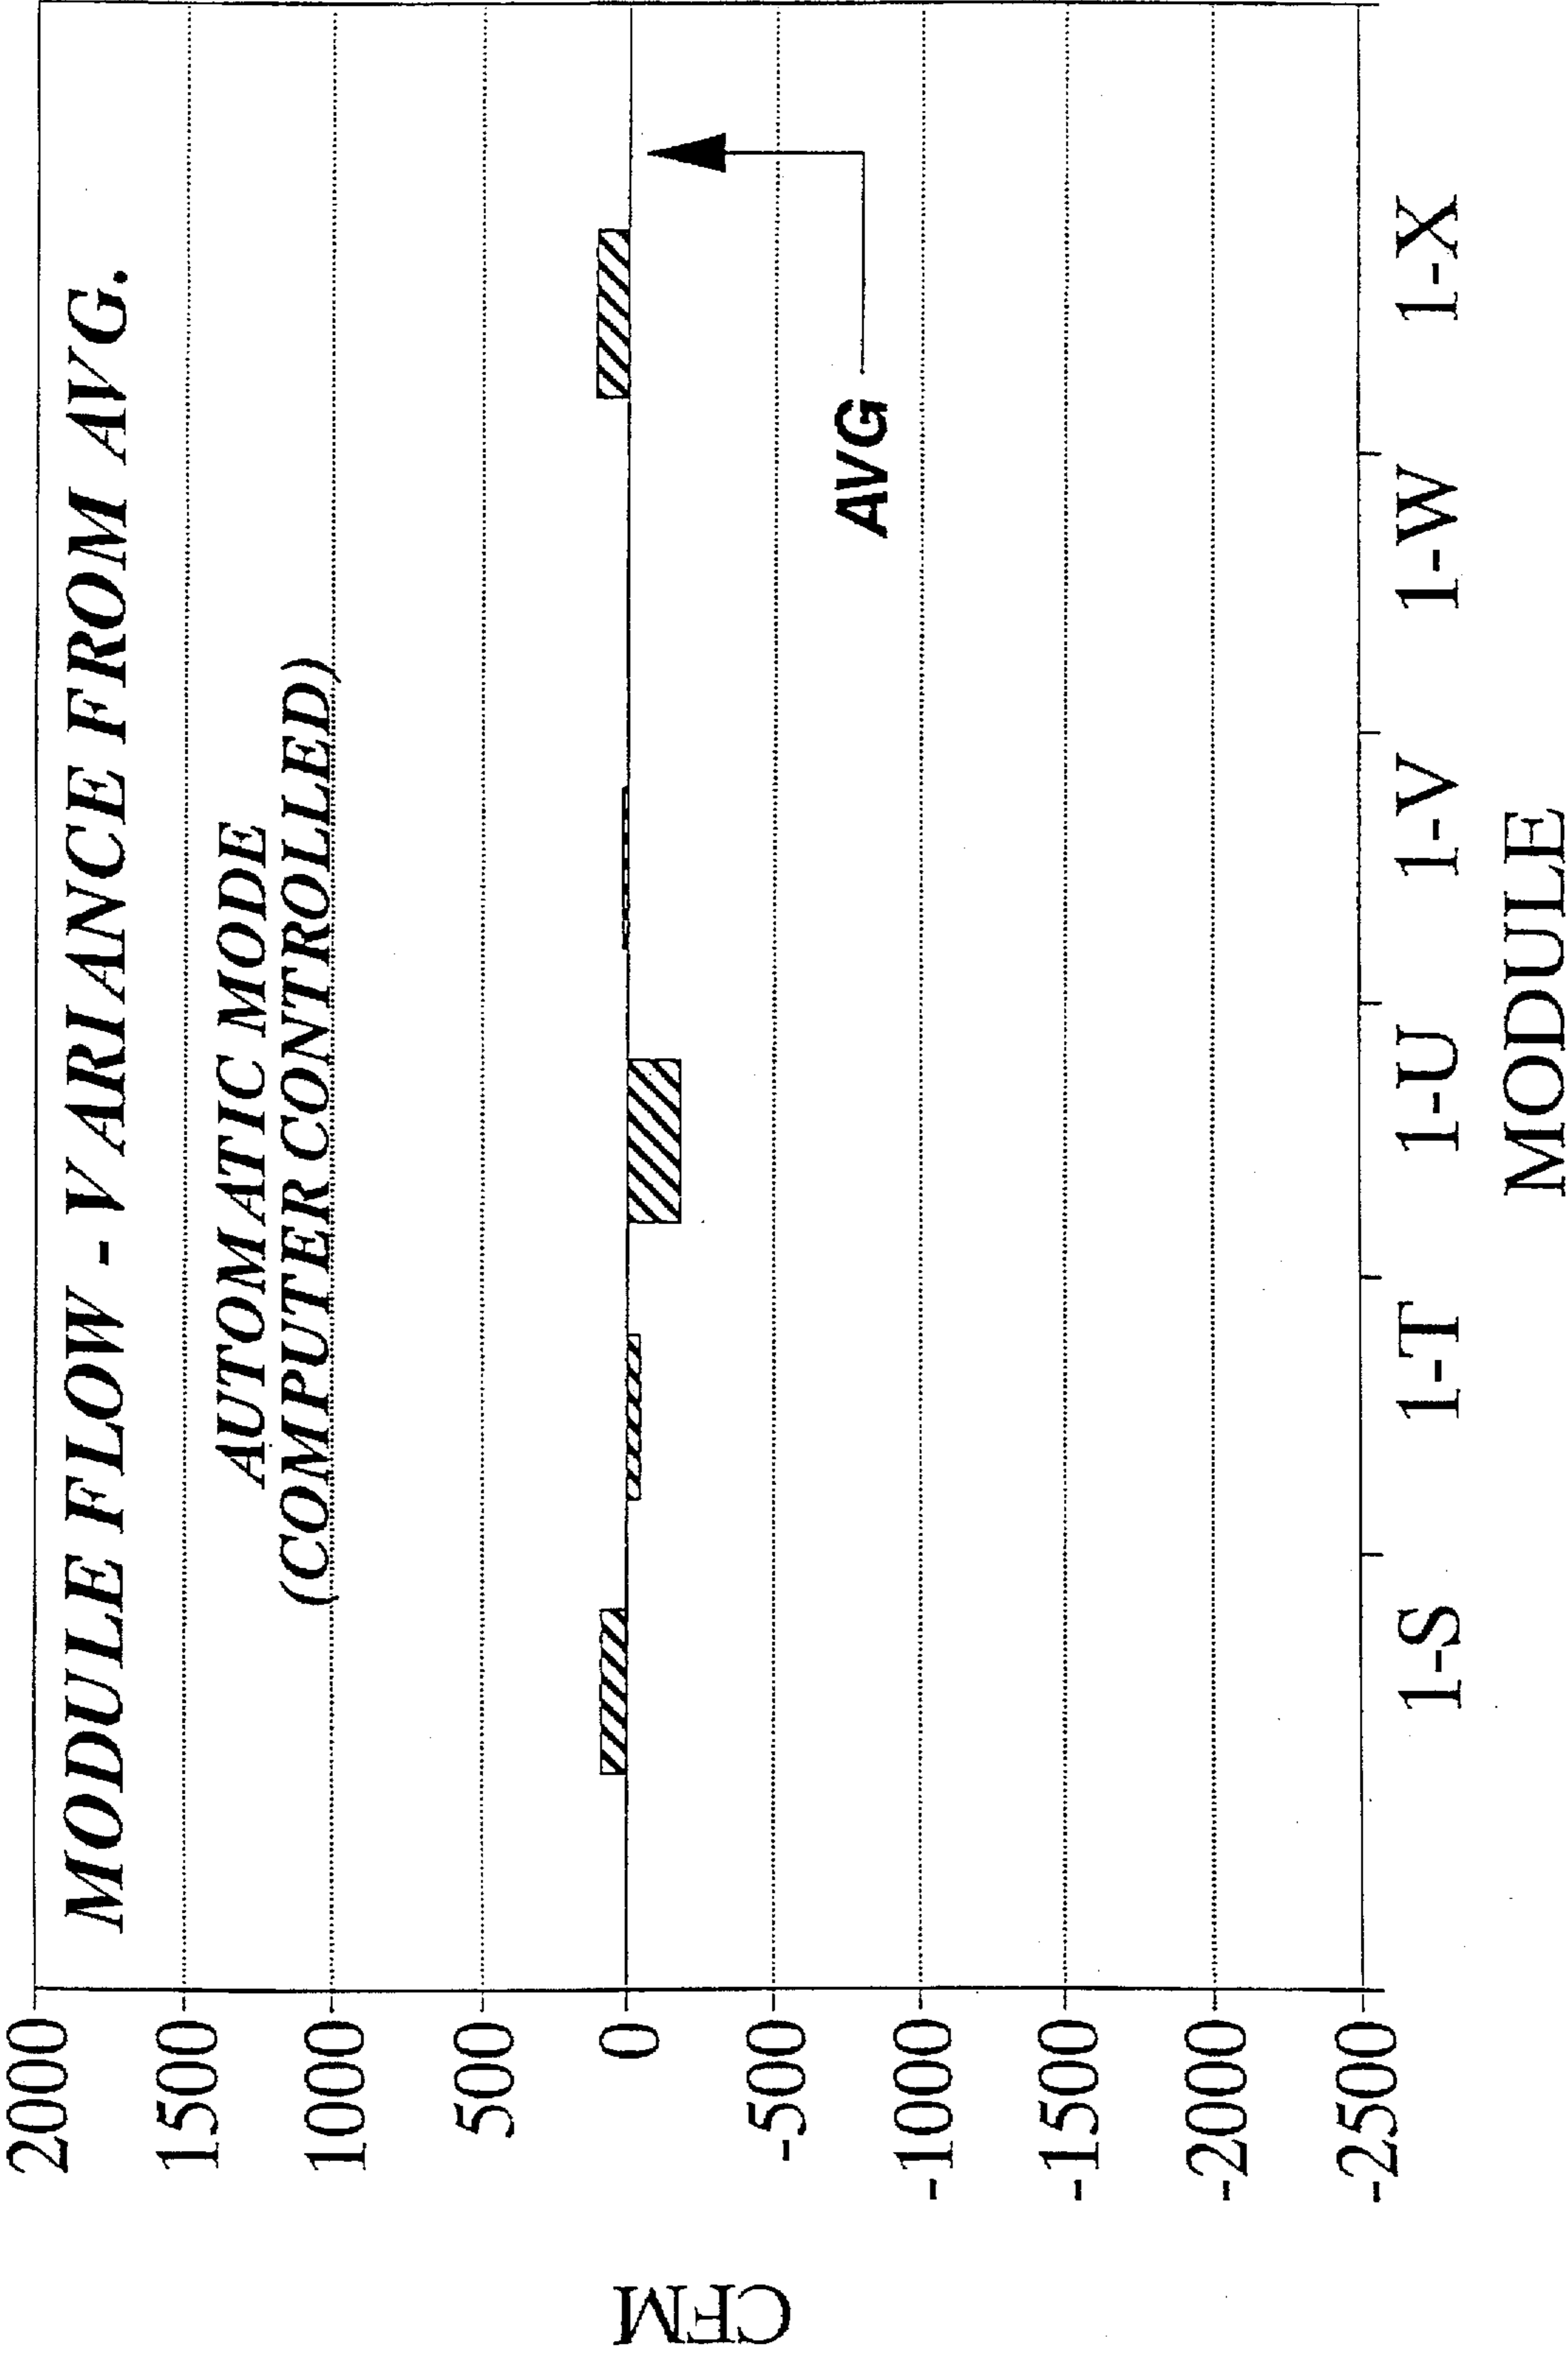 MODULE FLOW - VARIANCE FROM AVG.
AUTOMATIC MODE
(COMPUTER CONTROLLED)
2000
1500
1000
500
0
-500
-1000
-1500
-2000
-2500
CFM
AVG
1-S 1-T 1-U 1-V 1-W 1-X
MODULE